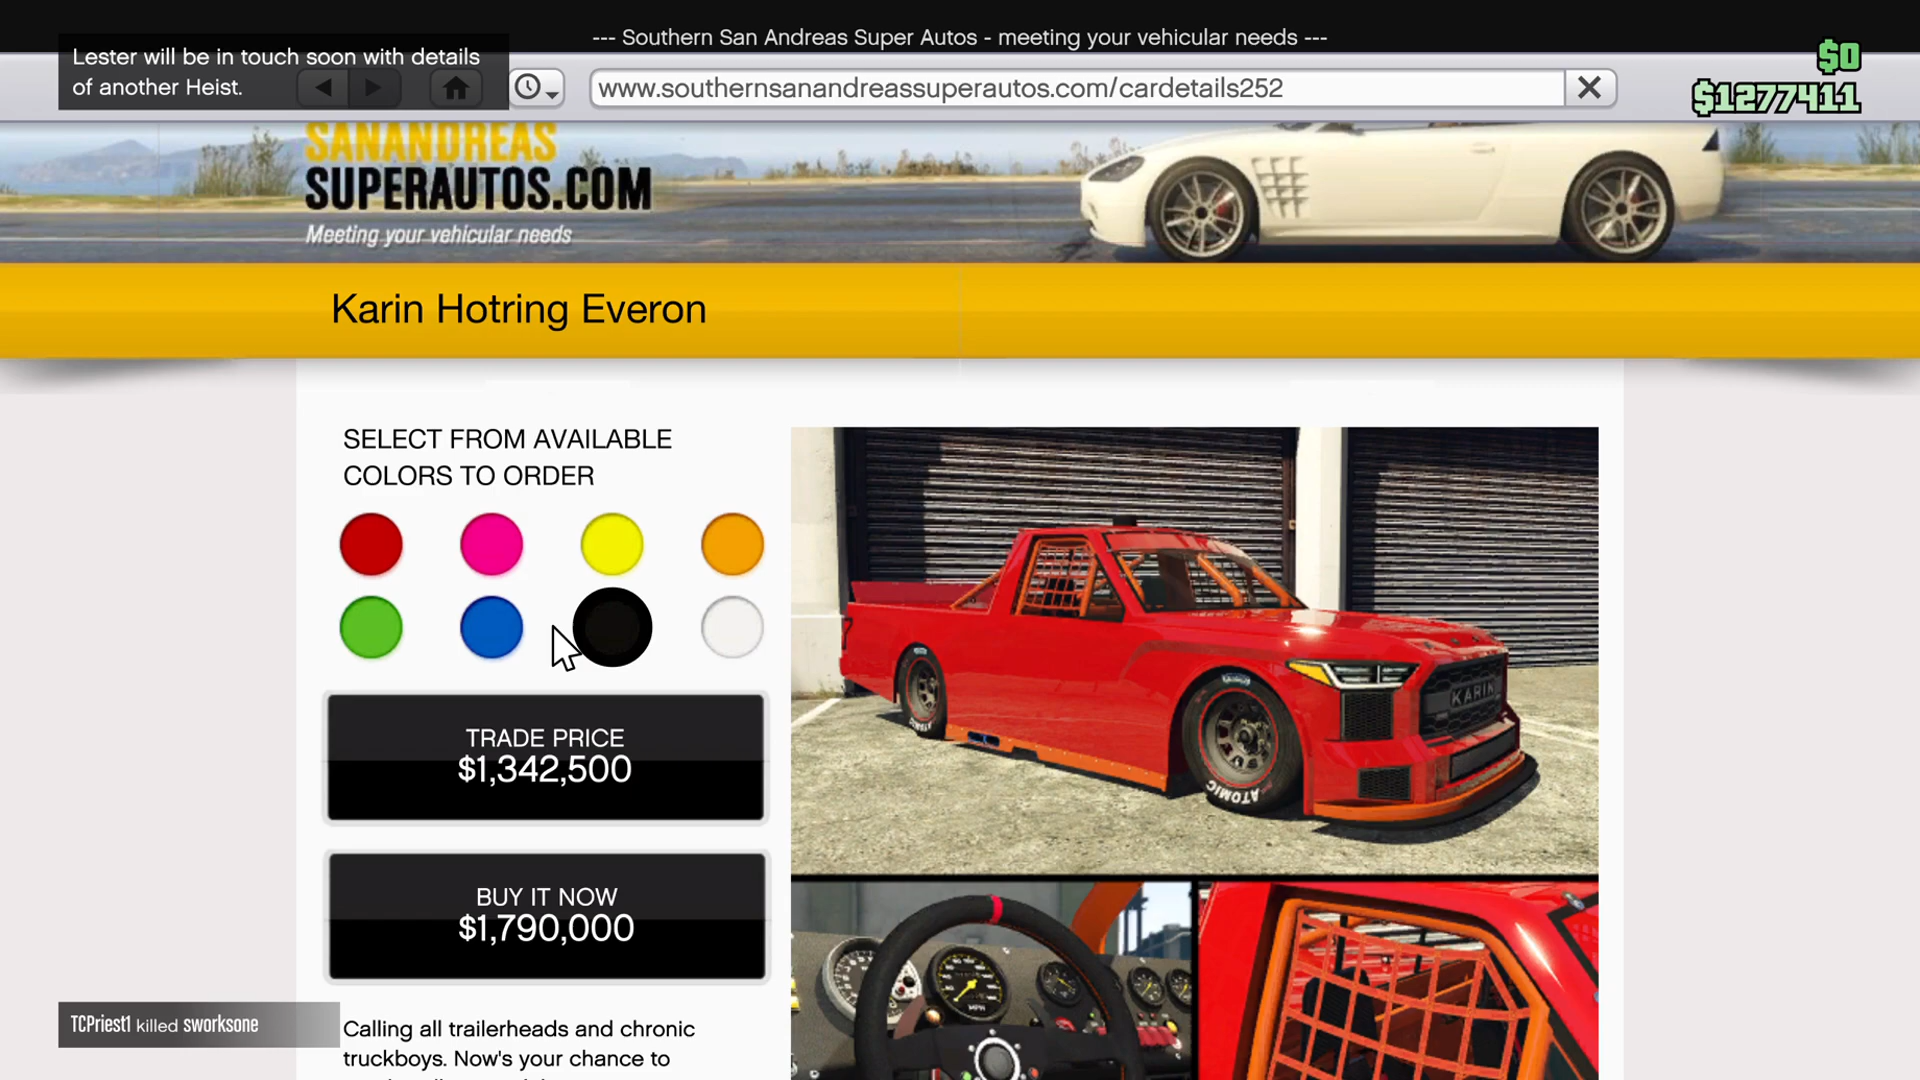 --- Southern San Andreas Super Autos - meeting your vehicular needs ---
Lester will be in touch soon with details
of another Heist.
www.southernsanandreassuperautos.com/cardetails252
$0
$1277411
SANANDREAS
SUPERAUTOS.COM
Meeting your vehicular needs
Karin Hotring Everon
SELECT FROM AVAILABLE
COLORS TO ORDER
TRADE PRICE
$1,342,500
BUY IT NOW
$1,790,000
KARIN
ATOMIC
TCPriest1 killed sworksone
Calling all trailerheads and chronic
truckboys. Now's your chance to